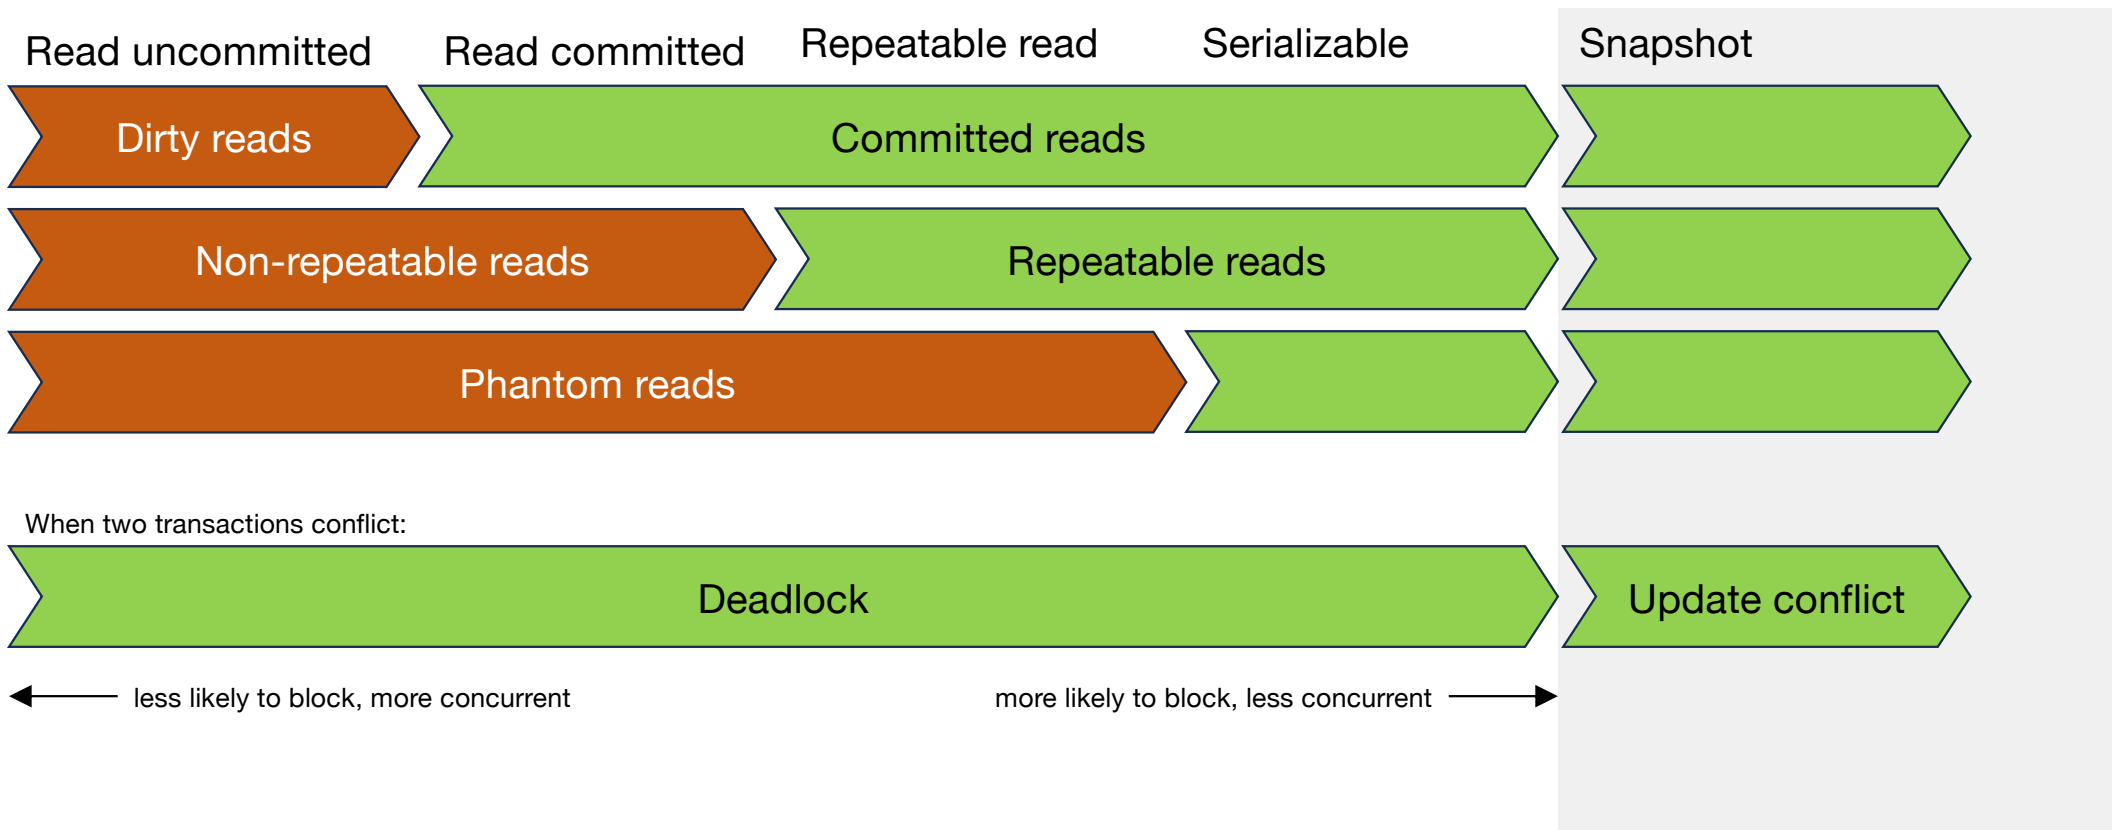 Read uncommitted
Read committed
Repeatable read
Serializable
Snapshot
Dirty reads
Committed reads
Non-repeatable reads
Repeatable reads
Phantom reads
When two transactions conflict:
Deadlock
Update conflict
less likely to block, more concurrent
more likely to block, less concurrent